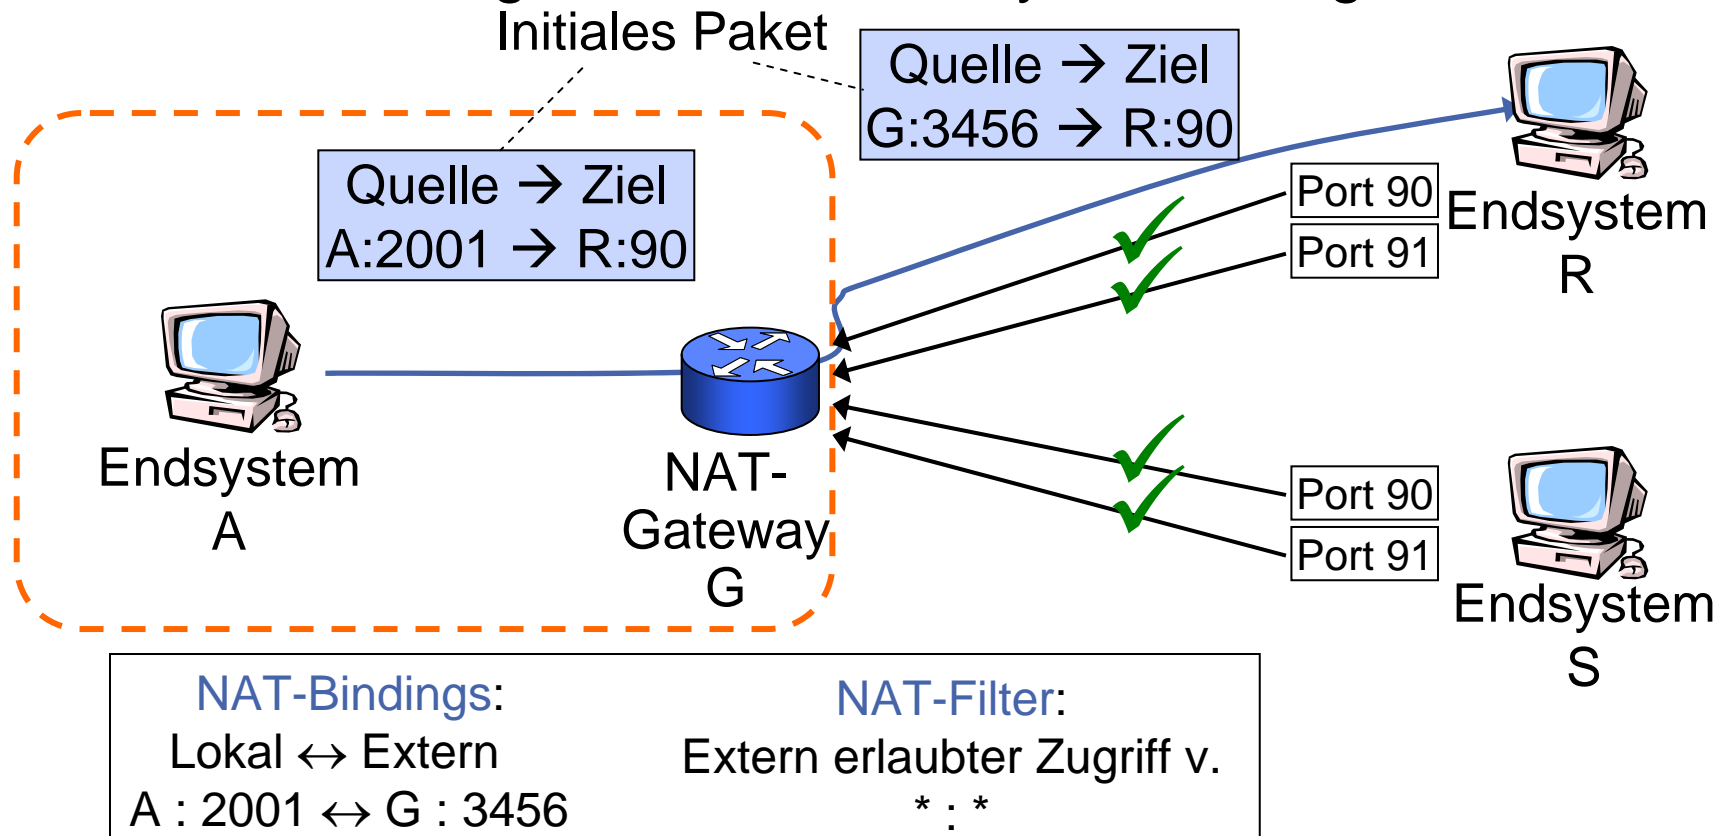 Initiales Paket
Quelle → Ziel
G:3456 → R:90
Quelle → Ziel
A:2001 → R:90
Port 90
Port 91
Endsystem
R
Endsystem
A
NAT-
Gateway
G
Port 90
Port 91
Endsystem
S
NAT-Bindings:
Lokal ↔ Extern
A : 2001 ↔ G : 3456
NAT-Filter:
Extern erlaubter Zugriff v.
* : *